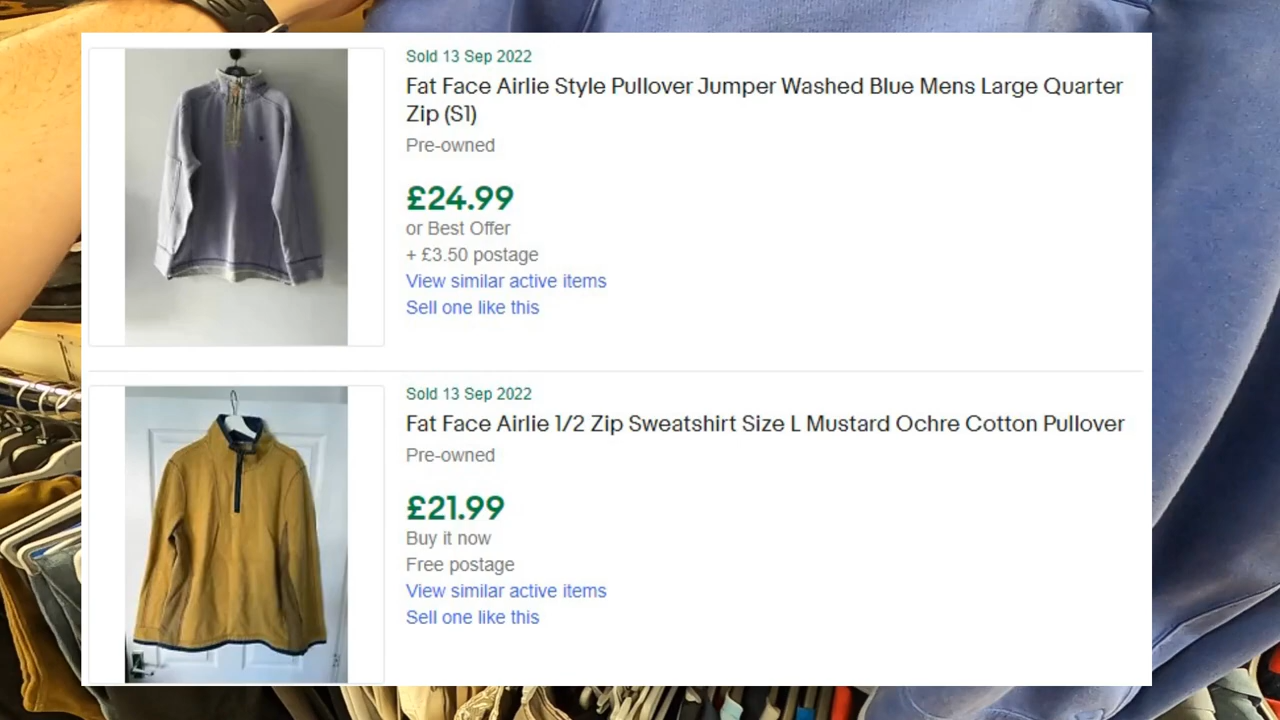 Sold 13 Sep 2022
Fat Face Airlie Style Pullover Jumper Washed Blue Mens Large Quarter
Zip (S1)
Pre-owned
£24.99
or Best Offer
+ £3.50 postage
View similar active items
Sell one like this
Sold 13 Sep 2022
Fat Face Airlie 1/2 Zip Sweatshirt Size L Mustard Ochre Cotton Pullover
Pre-owned
£21.99
Buy it now
Free postage
View similar active items
Sell one like this